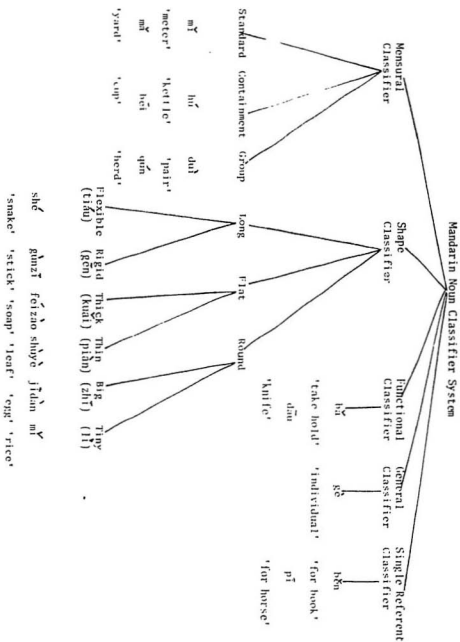 Mandarin Noun Classifier System
Mensural Shape Functional General Single Referent
Classifier Classifier Classifier Classifier Classifier
bǎ gè běn
'take hold' 'individual' 'for book'
dāo pī
'knife' 'for horse'
Standard Containment Group Long Flat Round
mǐ hú duì
'meter' 'kettle' 'pair'
mǎ bēi qún
'yard' 'cup' 'herd'
Flexible Rigid Thick Thin Big Tiny
(tiáu) (gēn) (kuài) (piàn) (zhī) (lì)
shé gùnzǐ féizào shùyè jīdàn mǐ
'snake' 'stick' 'soap' 'leaf' 'egg' 'rice'